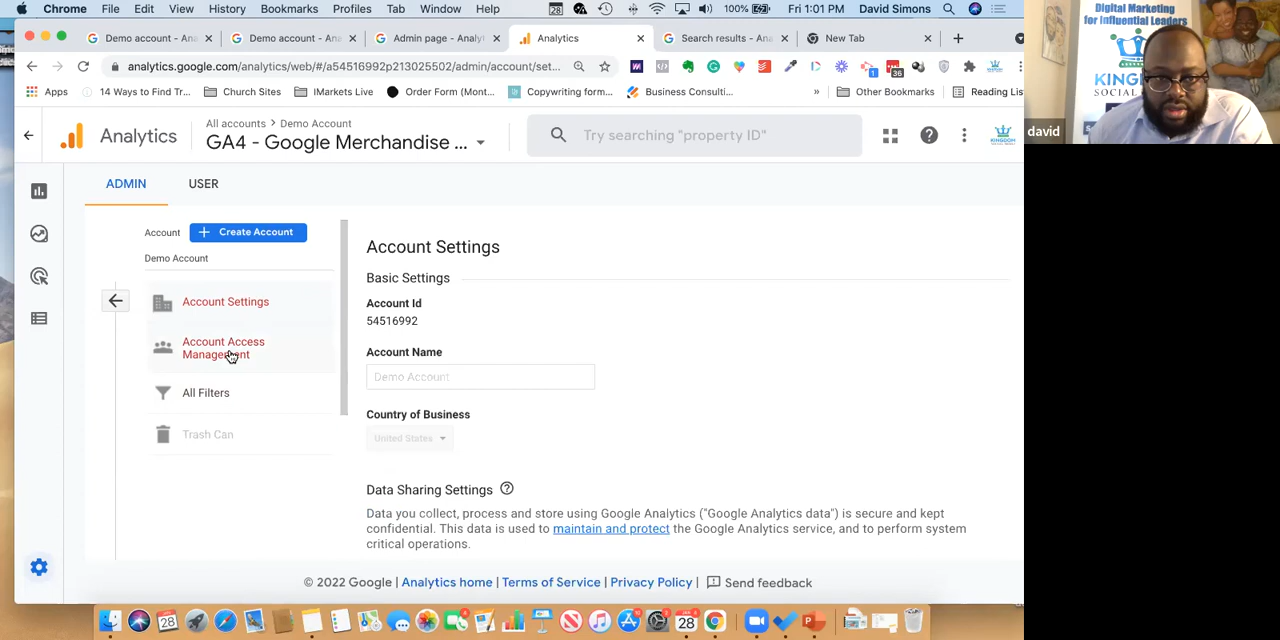 Chrome File Edit View History Bookmarks Profiles Tab Window Help 28 100% Fri 1:01 PM David Simons
Demo account - An Demo account - An Admin page - Analy Analytics Search results - Ana New Tab
analytics.google.com/analytics/web/#/a54516992p213025502/admin/account/set... 1 36
Apps 14 Ways to Find Tr... Church Sites IMarkets Live Order Form (Mont... Copywriting form... Business Consulti... » Other Bookmarks Reading List
Analytics
All accounts > Demo Account
GA4 - Google Merchandise ...
Try searching "property ID"
ADMIN USER
Account + Create Account
Demo Account
Account Settings
Account Access
Management
All Filters
Trash Can
Account Settings
Basic Settings
Account Id
54516992
Account Name
Demo Account
Country of Business
United States
Data Sharing Settings
Data you collect, process and store using Google Analytics ("Google Analytics data") is secure and kept
confidential. This data is used to maintain and protect the Google Analytics service, and to perform system
critical operations.
© 2022 Google | Analytics home | Terms of Service | Privacy Policy | Send feedback
28 28
Digital Marketing
for Influential Leaders
david